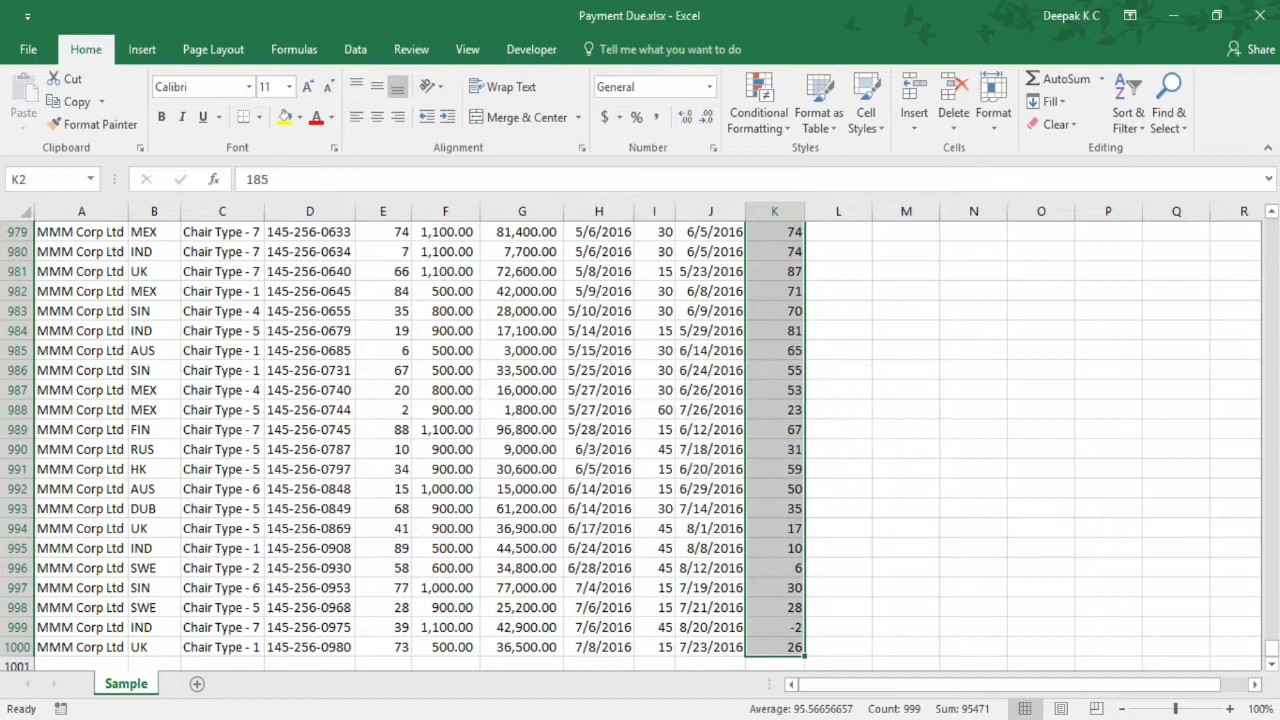 Payment Due.xlsx - Excel
Deepak K C
File Home Insert Page Layout Formulas Data Review View Developer Tell me what you want to do Share
Paste
Cut
Copy
Format Painter
Clipboard
Calibri 11
B I U
A A
A
Font
Wrap Text
Merge & Center
Alignment
General
$ % ,
Number
Conditional Formatting
Format as Table
Cell Styles
Styles
Insert
Delete
Format
Cells
AutoSum
Fill
Clear
Sort & Filter
Find & Select
Editing
K2 fx 185
A B C D E F G H I J K L M N O P Q R
979 MMM Corp Ltd MEX Chair Type - 7 145-256-0633 74 1,100.00 81,400.00 5/6/2016 30 6/5/2016 74
980 MMM Corp Ltd IND Chair Type - 7 145-256-0634 7 1,100.00 7,700.00 5/6/2016 30 6/5/2016 74
981 MMM Corp Ltd UK Chair Type - 7 145-256-0640 66 1,100.00 72,600.00 5/8/2016 15 5/23/2016 87
982 MMM Corp Ltd MEX Chair Type - 1 145-256-0645 84 500.00 42,000.00 5/9/2016 30 6/8/2016 71
983 MMM Corp Ltd SIN Chair Type - 4 145-256-0655 35 800.00 28,000.00 5/10/2016 30 6/9/2016 70
984 MMM Corp Ltd IND Chair Type - 5 145-256-0679 19 900.00 17,100.00 5/14/2016 15 5/29/2016 81
985 MMM Corp Ltd AUS Chair Type - 1 145-256-0685 6 500.00 3,000.00 5/15/2016 30 6/14/2016 65
986 MMM Corp Ltd SIN Chair Type - 1 145-256-0731 67 500.00 33,500.00 5/25/2016 30 6/24/2016 55
987 MMM Corp Ltd MEX Chair Type - 4 145-256-0740 20 800.00 16,000.00 5/27/2016 30 6/26/2016 53
988 MMM Corp Ltd MEX Chair Type - 5 145-256-0744 2 900.00 1,800.00 5/27/2016 60 7/26/2016 23
989 MMM Corp Ltd FIN Chair Type - 7 145-256-0745 88 1,100.00 96,800.00 5/28/2016 15 6/12/2016 67
990 MMM Corp Ltd RUS Chair Type - 5 145-256-0787 10 900.00 9,000.00 6/3/2016 45 7/18/2016 31
991 MMM Corp Ltd HK Chair Type - 5 145-256-0797 34 900.00 30,600.00 6/5/2016 15 6/20/2016 59
992 MMM Corp Ltd AUS Chair Type - 6 145-256-0848 15 1,000.00 15,000.00 6/14/2016 15 6/29/2016 50
993 MMM Corp Ltd DUB Chair Type - 5 145-256-0849 68 900.00 61,200.00 6/14/2016 30 7/14/2016 35
994 MMM Corp Ltd UK Chair Type - 5 145-256-0869 41 900.00 36,900.00 6/17/2016 45 8/1/2016 17
995 MMM Corp Ltd IND Chair Type - 1 145-256-0908 89 500.00 44,500.00 6/24/2016 45 8/8/2016 10
996 MMM Corp Ltd SWE Chair Type - 2 145-256-0930 58 600.00 34,800.00 6/28/2016 45 8/12/2016 6
997 MMM Corp Ltd SIN Chair Type - 6 145-256-0953 77 1,000.00 77,000.00 7/4/2016 15 7/19/2016 30
998 MMM Corp Ltd SWE Chair Type - 5 145-256-0968 28 900.00 25,200.00 7/6/2016 15 7/21/2016 28
999 MMM Corp Ltd IND Chair Type - 7 145-256-0975 39 1,100.00 42,900.00 7/6/2016 45 8/20/2016 -2
1000 MMM Corp Ltd UK Chair Type - 1 145-256-0980 73 500.00 36,500.00 7/8/2016 15 7/23/2016 26
1001
Sample
Ready Average: 95.56656657 Count: 999 Sum: 95471 100%